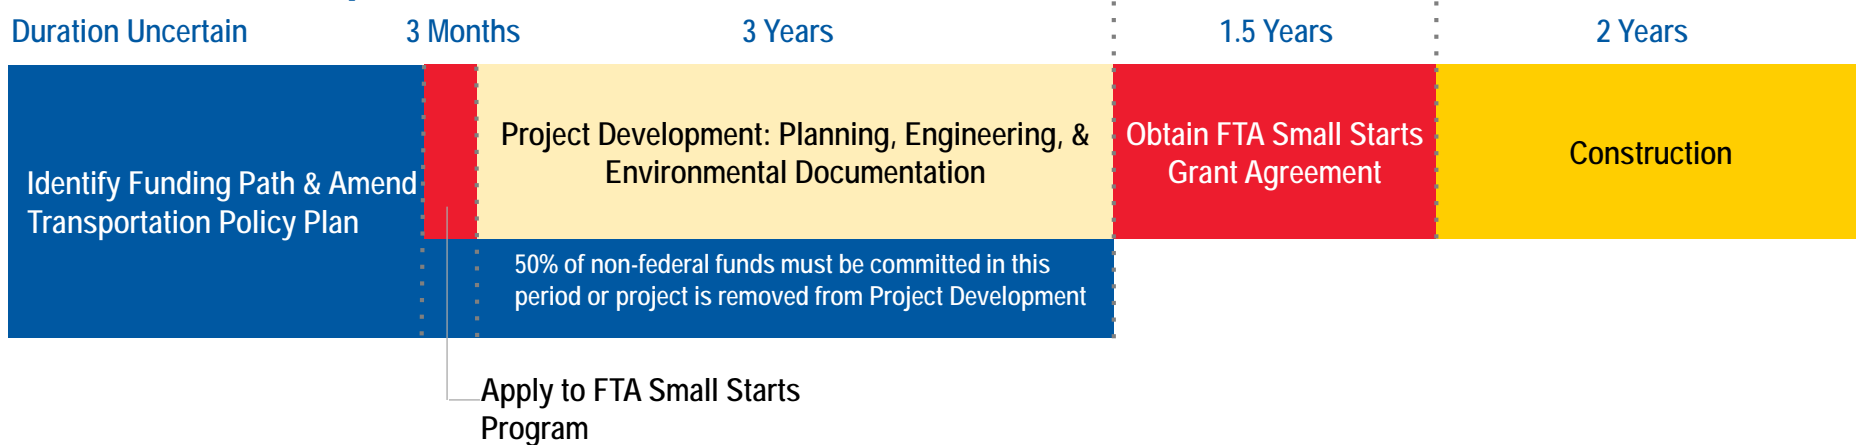 Duration Uncertain
3 Months
3 Years
1.5 Years
2 Years
Identify Funding Path & Amend
Transportation Policy Plan
Project Development: Planning, Engineering, &
Environmental Documentation
Obtain FTA Small Starts
Grant Agreement
Construction
50% of non-federal funds must be committed in this
period or project is removed from Project Development
Apply to FTA Small Starts
Program